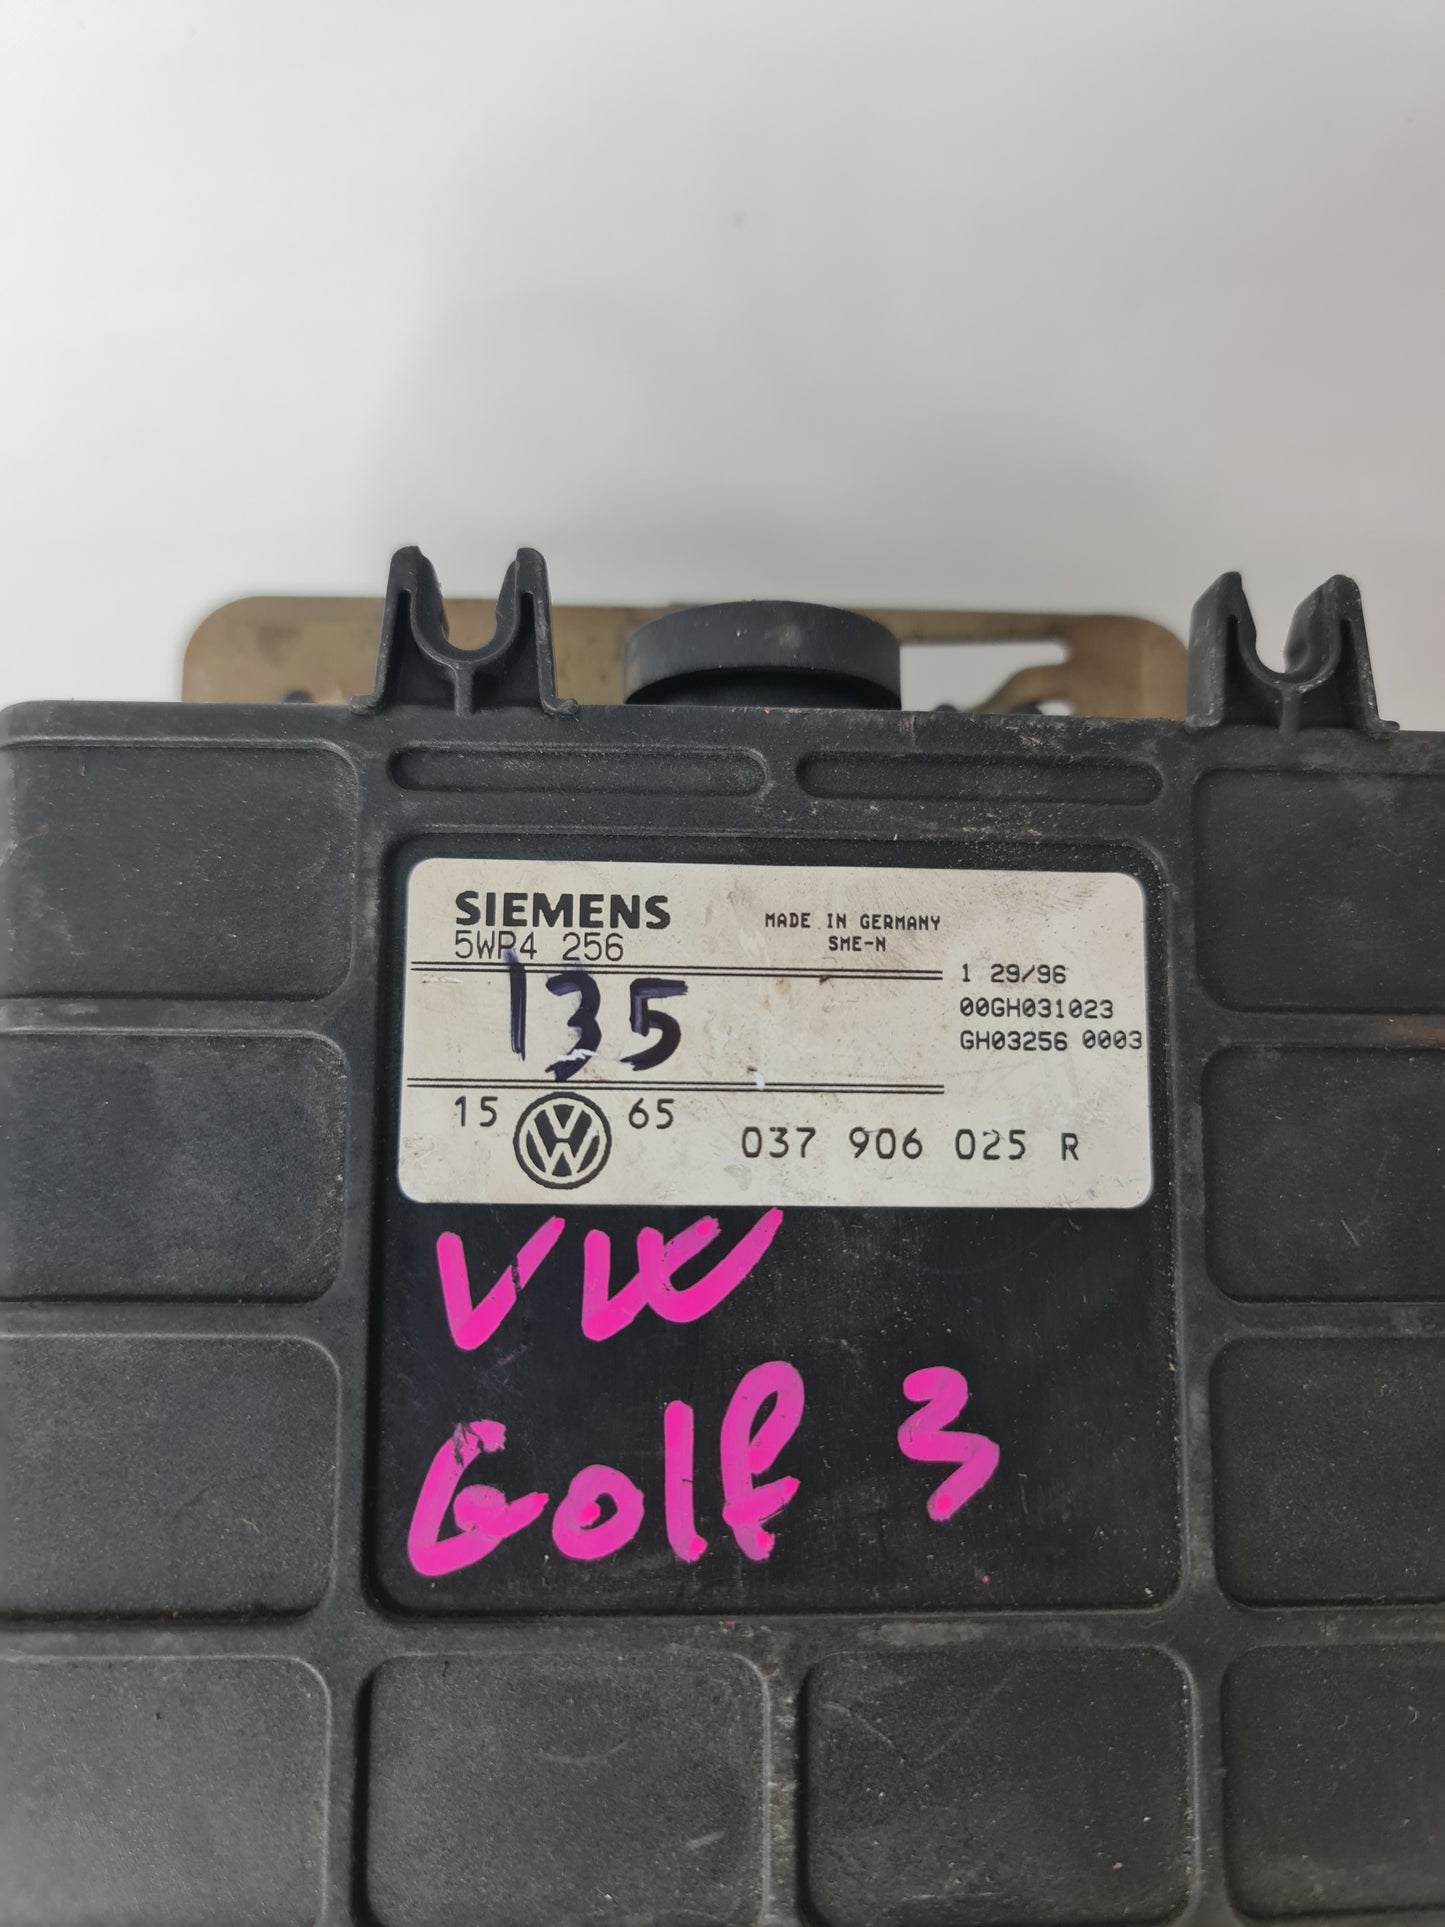 SIEMENS
5WP4 256
MADE IN GERMANY
SME-N
135
1 29/96
00GH031023
GH03256 0003
15 VW 65
037 906 025 R
VW
Golf 3